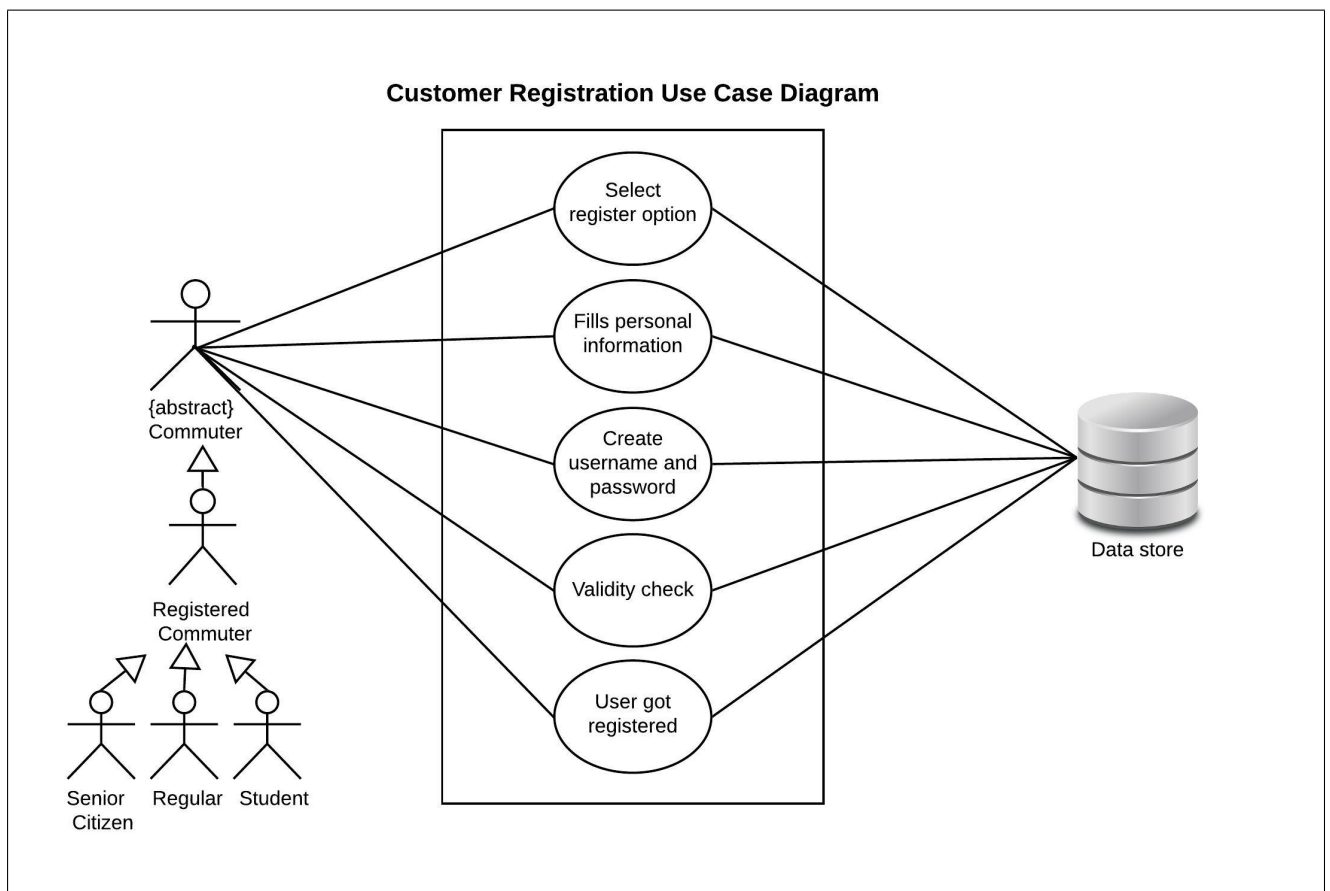 Customer Registration Use Case Diagram
Select
register option
Fills personal
information
Create
username and
password
Validity check
User got
registered
{abstract}
Commuter
Registered
Commuter
Senior
Citizen
Regular
Student
Data store